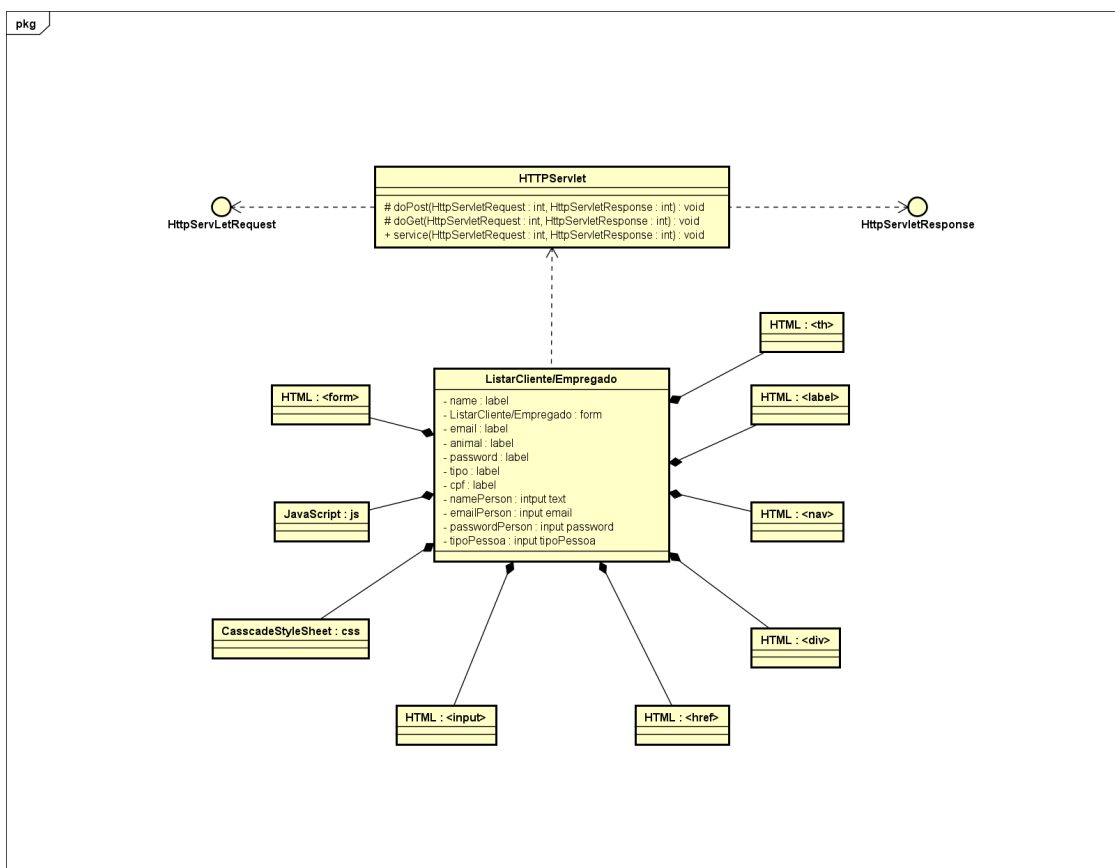 pkg
HTTPServlet
# doPost(HttpServletRequest : int, HttpServletResponse : int) : void
# doGet(HttpServletRequest : int, HttpServletResponse : int) : void
+ service(HttpServletRequest : int, HttpServletResponse : int) : void
HttpServLetRequest
HttpServletResponse
HTML : <th>
ListarCliente/Empregado
- name : label
- ListarCliente/Empregado : form
- email : label
- animal : label
- password : label
- tipo : label
- cpf : label
- namePerson : intput text
- emailPerson : input email
- passwordPerson : input password
- tipoPessoa : input tipoPessoa
HTML : <form>
HTML : <label>
JavaScript : js
HTML : <nav>
CasscadeStyleSheet : css
HTML : <div>
HTML : <input>
HTML : <href>